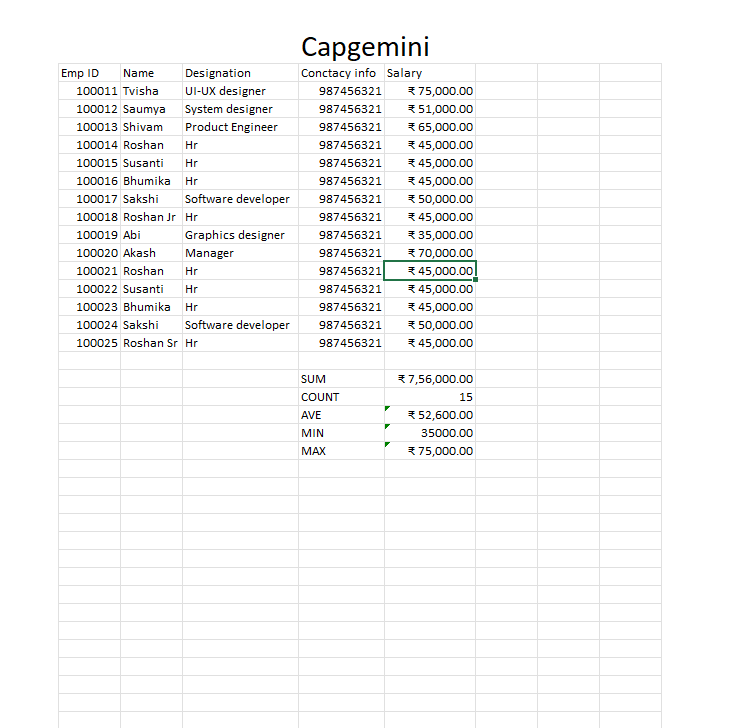 Capgemini
Emp ID Name Designation Conctacy info Salary
100011 Tvisha UI-UX designer 987456321 ₹ 75,000.00
100012 Saumya System designer 987456321 ₹ 51,000.00
100013 Shivam Product Engineer 987456321 ₹ 65,000.00
100014 Roshan Hr 987456321 ₹ 45,000.00
100015 Susanti Hr 987456321 ₹ 45,000.00
100016 Bhumika Hr 987456321 ₹ 45,000.00
100017 Sakshi Software developer 987456321 ₹ 50,000.00
100018 Roshan Jr Hr 987456321 ₹ 45,000.00
100019 Abi Graphics designer 987456321 ₹ 35,000.00
100020 Akash Manager 987456321 ₹ 70,000.00
100021 Roshan Hr 987456321 ₹ 45,000.00
100022 Susanti Hr 987456321 ₹ 45,000.00
100023 Bhumika Hr 987456321 ₹ 45,000.00
100024 Sakshi Software developer 987456321 ₹ 50,000.00
100025 Roshan Sr Hr 987456321 ₹ 45,000.00
SUM ₹ 7,56,000.00
COUNT 15
AVE ₹ 52,600.00
MIN 35000.00
MAX ₹ 75,000.00